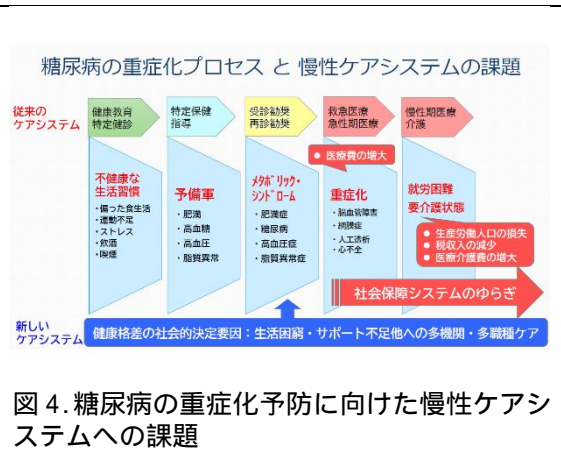 糖尿病の重症化プロセス と 慢性ケアシステムの課題
従来の
ケアシステム
健康教育
特定健診
特定保健
指導
受診勧奨
再診勧奨
救急医療
急性期医療
慢性期医療
介護
● 医療費の増大
不健康な
生活習慣
・偏った食生活
・運動不足
・ストレス
・飲酒
・喫煙
予備軍
・肥満
・高血糖
・高血圧
・脂質異常
メタボリック・
シンドローム
・肥満症
・糖尿病
・高血圧症
・脂質異常症
重症化
・脳血管障害
・網膜症
・人工透析
・心不全
就労困難
要介護状態
● 生産労働人口の損失
● 税収入の減少
● 医療介護費の増大
社会保障システムのゆらぎ
新しい
ケアシステム
健康格差の社会的決定要因：生活困窮・サポート不足他への多機関・多職種ケア
図 4.糖尿病の重症化予防に向けた慢性ケアシ
ステムへの課題